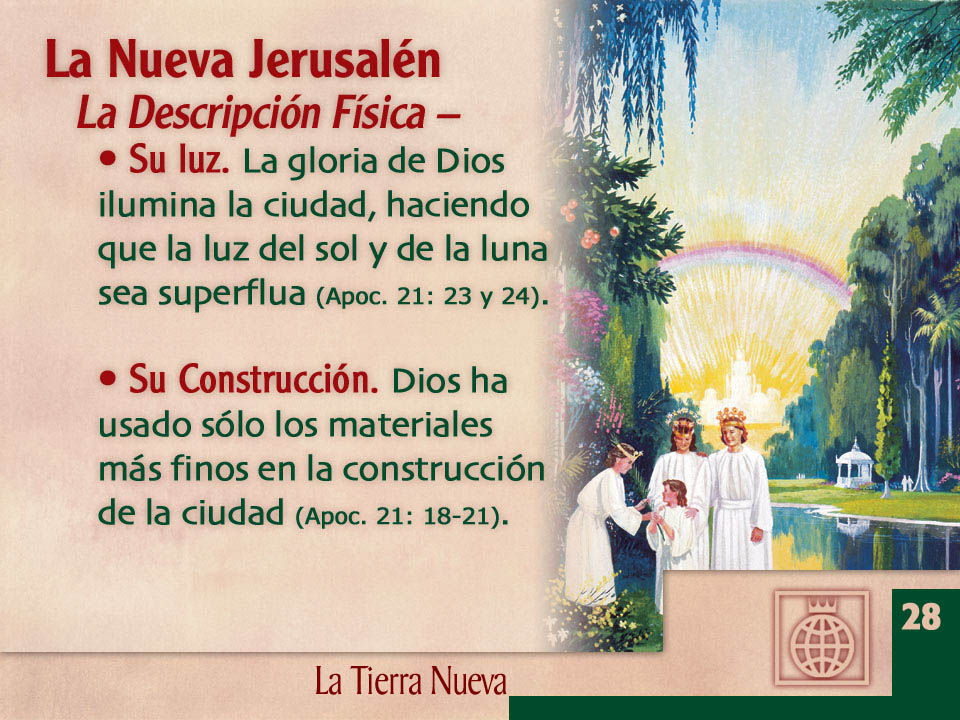 La Nueva Jerusalén
La Descripción Física –
• Su luz. La gloria de Dios
ilumina la ciudad, haciendo
que la luz del sol y de la luna
sea superflua (Apoc. 21: 23 y 24).
• Su Construcción. Dios ha
usado sólo los materiales
más finos en la construcción
de la ciudad (Apoc. 21: 18-21).
28
La Tierra Nueva